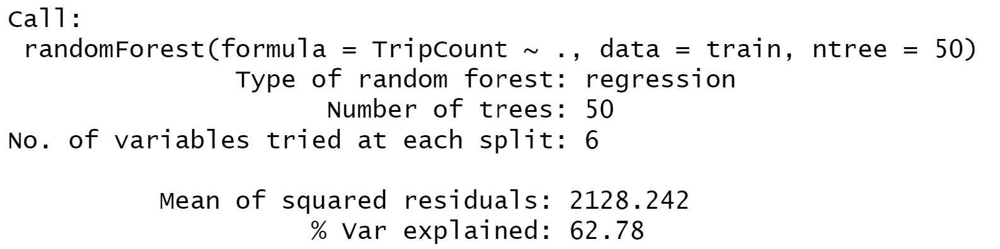 Call:
randomForest(formula = TripCount ~ ., data = train, ntree = 50)
Type of random forest: regression
Number of trees: 50
No. of variables tried at each split: 6
Mean of squared residuals: 2128.242
% Var explained: 62.78